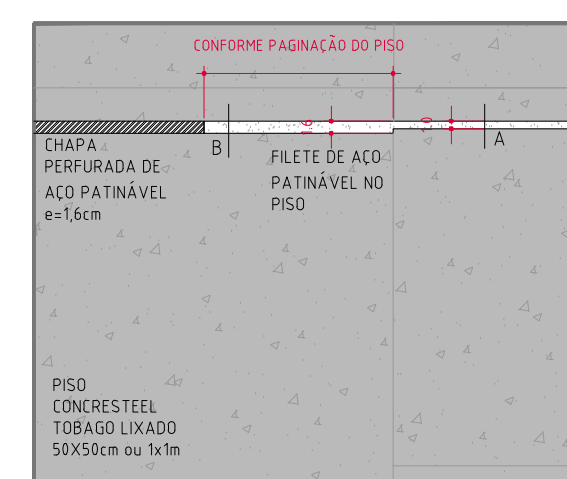 CONFORME PAGINAÇÃO DO PISO
1.6
1.0
CHAPA
PERFURADA DE
AÇO PATINÁVEL
e=1,6cm
B
FILETE DE AÇO
PATINÁVEL NO
PISO
A
PISO
CONCRESTEEL
TOBAGO LIXADO
50X50cm ou 1x1m